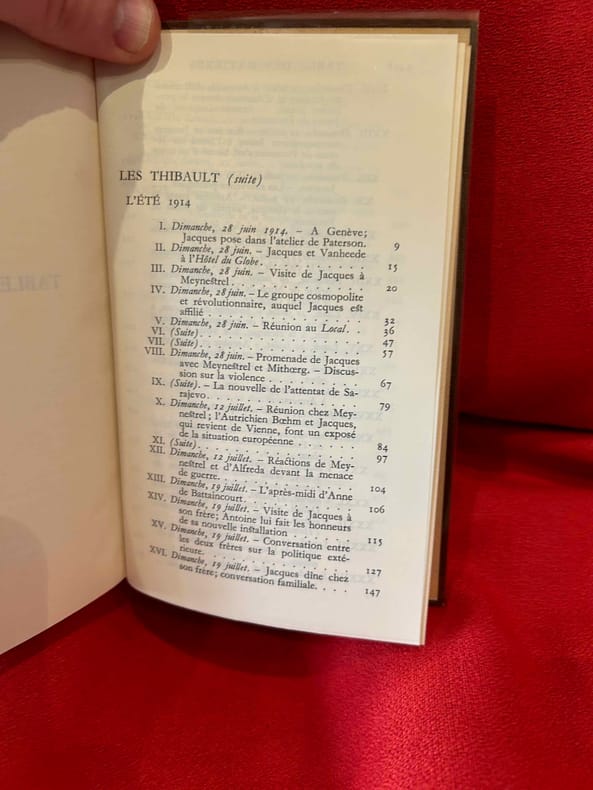 LES THIBAULT (suite)
L'ÉTÉ 1914
I. Dimanche, 28 juin 1914. – A Genève;
Jacques pose dans l'atelier de Paterson. 9
II. Dimanche, 28 juin. – Jacques et Vanheede
à l'Hôtel du Globe. . . . . . . . . . 15
III. Dimanche, 28 juin. – Visite de Jacques à
Meynestrel . . . . . . . . . . . . . 20
IV. Dimanche, 28 juin. – Le groupe cosmopolite
et révolutionnaire, auquel Jacques est
affilié . . . . . . . . . . . . . . . 32
V. Dimanche, 28 juin. – Réunion au Local. . 36
VI. (Suite). . . . . . . . . . . . . . . 47
VII. (Suite). . . . . . . . . . . . . . . 57
VIII. Dimanche, 28 juin. – Promenade de Jacques
avec Meynestrel et Mithœrg. – Discus-
sion sur la violence . . . . . . . . . 67
IX. (Suite). – La nouvelle de l'attentat de Sa-
rajevo. . . . . . . . . . . . . . . 79
X. Dimanche, 12 juillet. – Réunion chez Mey-
nestrel; l'Autrichien Bœhm et Jacques,
qui revient de Vienne, font un exposé
de la situation européenne . . . . . . 84
XI. (Suite). . . . . . . . . . . . . . . 97
XII. Dimanche, 12 juillet. – Réactions de Mey-
nestrel et d'Alfreda devant la menace
de guerre. . . . . . . . . . . . . . 104
XIII. Dimanche, 19 juillet. – L'après-midi d'Anne
de Battaincourt . . . . . . . . . . . 106
XIV. Dimanche, 19 juillet. – Visite de Jacques à
son frère; Antoine lui fait les honneurs
de sa nouvelle installation . . . . . . 115
XV. Dimanche, 19 juillet. – Conversation entre
les deux frères sur la politique exté-
rieure. . . . . . . . . . . . . . . 127
XVI. Dimanche, 19 juillet. – Jacques dîne chez
son frère; conversation familiale. . . . 147